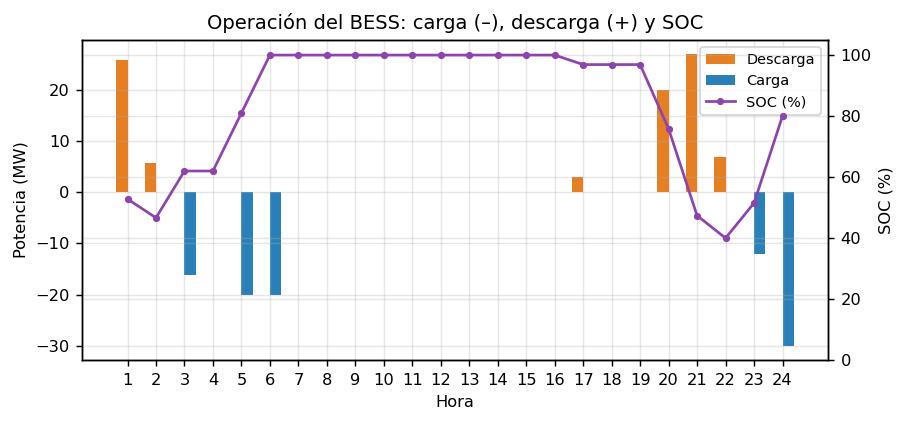 Operación del BESS: carga (–), descarga (+) y SOC
Potencia (MW)
20
10
0
−10
−20
−30
Descarga
Carga
SOC (%)
100
80
60
40
20
0
SOC (%)
1 2 3 4 5 6 7 8 9 10 11 12 13 14 15 16 17 18 19 20 21 22 23 24
Hora